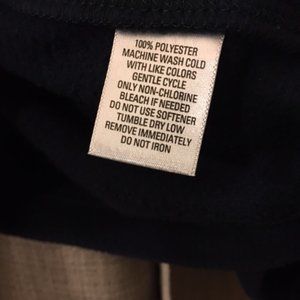 100% POLYESTER
MACHINE WASH COLD
WITH LIKE COLORS
GENTLE CYCLE
ONLY NON-CHLORINE
BLEACH IF NEEDED
DO NOT USE SOFTENER
TUMBLE DRY LOW
REMOVE IMMEDIATELY
DO NOT IRON